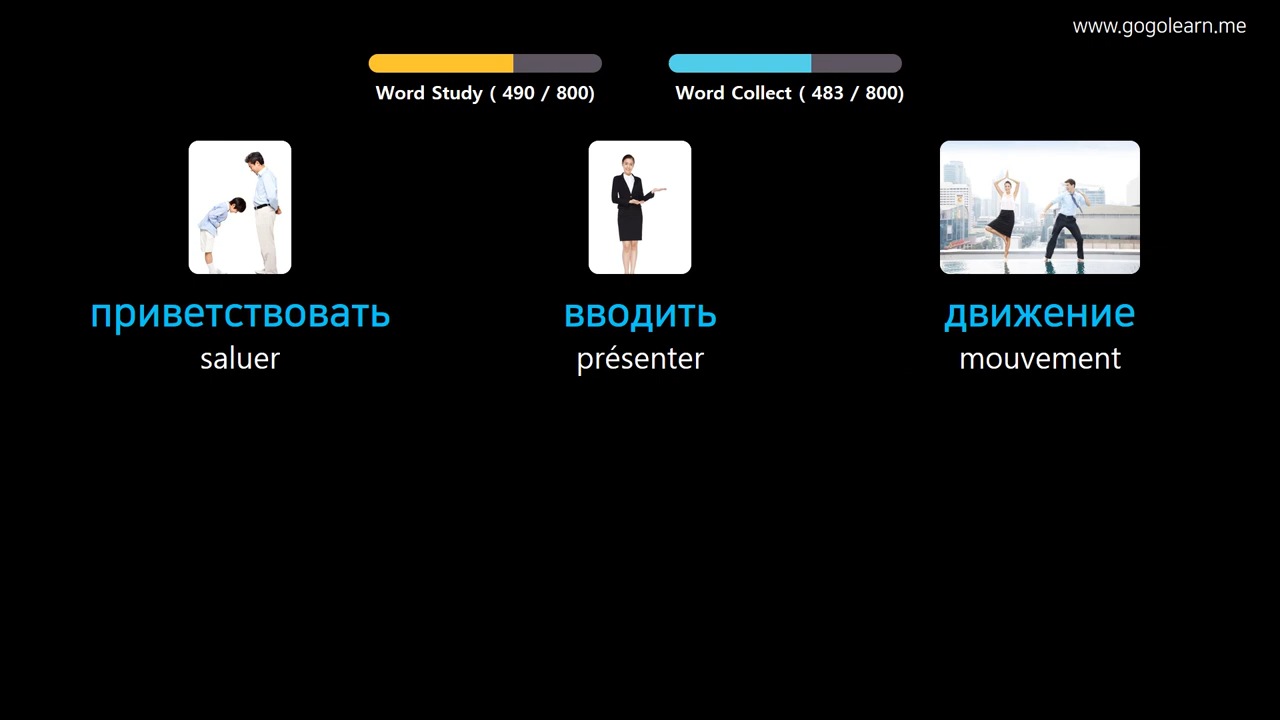 www.gogolearn.me
Word Study ( 490 / 800)
Word Collect ( 483 / 800)
приветствовать
saluer
вводить
présenter
движение
mouvement